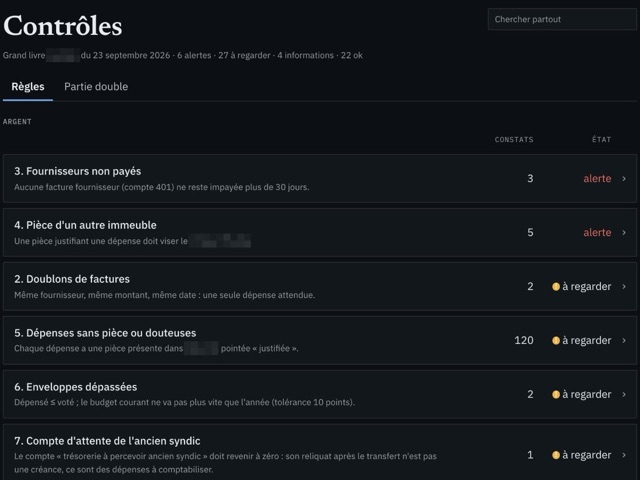 Contrôles
Chercher partout
Grand livre du 23 septembre 2026 · 6 alertes · 27 à regarder · 4 informations · 22 ok
Règles
Partie double
ARGENT
CONSTATS
ÉTAT
3. Fournisseurs non payés
Aucune facture fournisseur (compte 401) ne reste impayée plus de 30 jours.
3
alerte
4. Pièce d'un autre immeuble
Une pièce justifiant une dépense doit viser le
5
alerte
2. Doublons de factures
Même fournisseur, même montant, même date : une seule dépense attendue.
2
à regarder
5. Dépenses sans pièce ou douteuses
Chaque dépense a une pièce présente dans pointée « justifiée ».
120
à regarder
6. Enveloppes dépassées
Dépensé ≤ voté ; le budget courant ne va pas plus vite que l'année (tolérance 10 points).
2
à regarder
7. Compte d'attente de l'ancien syndic
Le compte « trésorerie à percevoir ancien syndic » doit revenir à zéro : son reliquat après le transfert n'est pas
une créance, ce sont des dépenses à comptabiliser.
1
à regarder